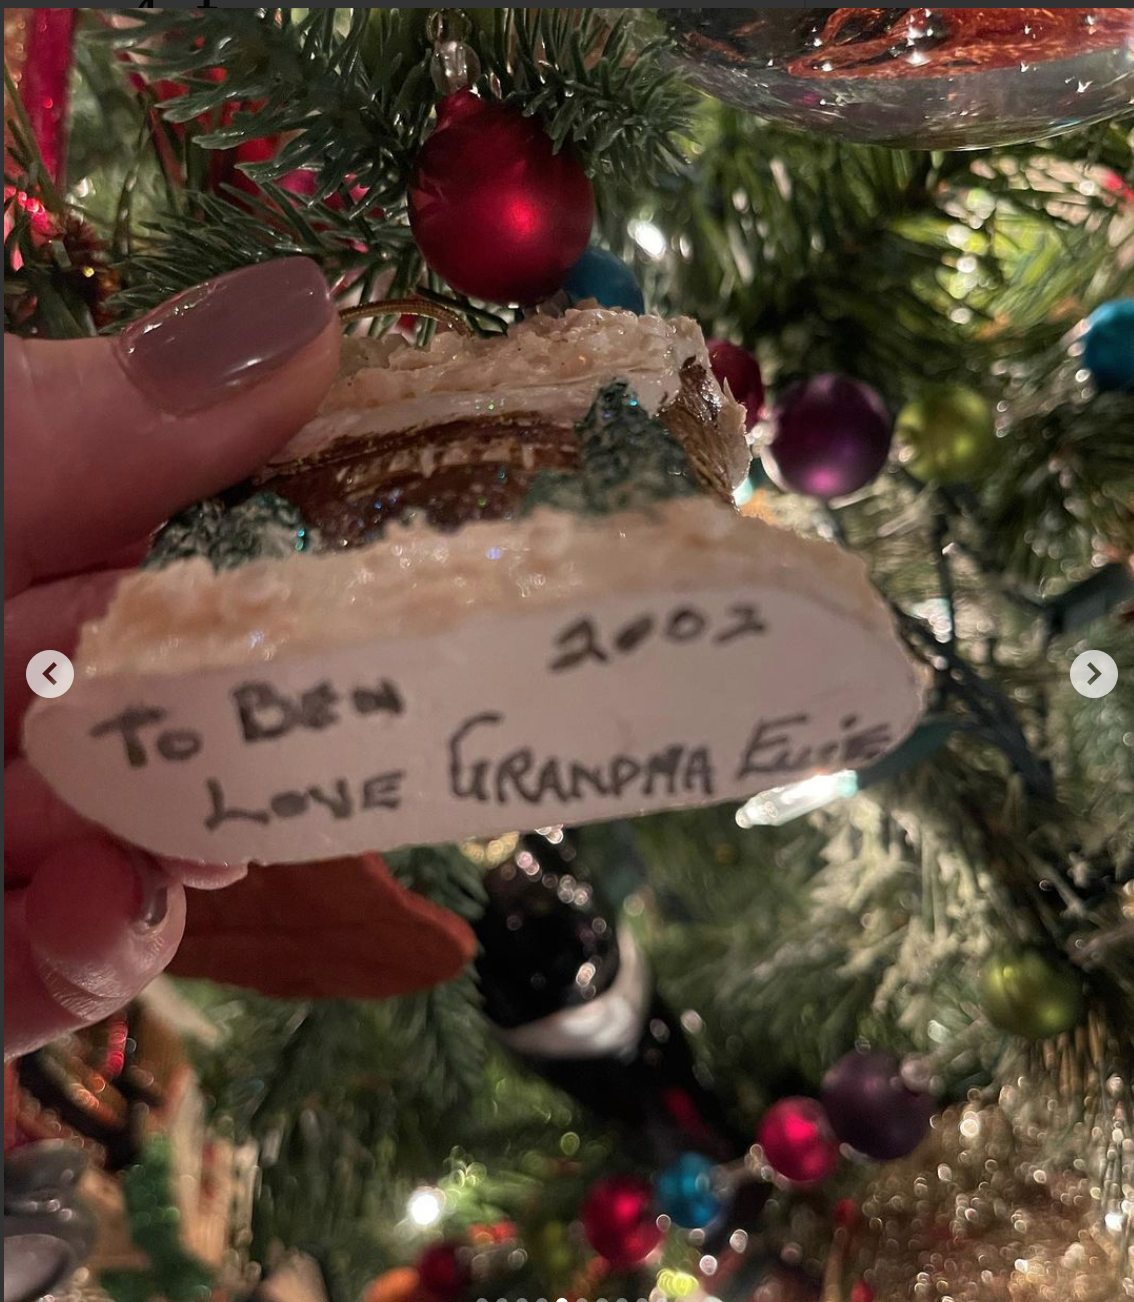 2002
To BEN
LOVE GRANDMA